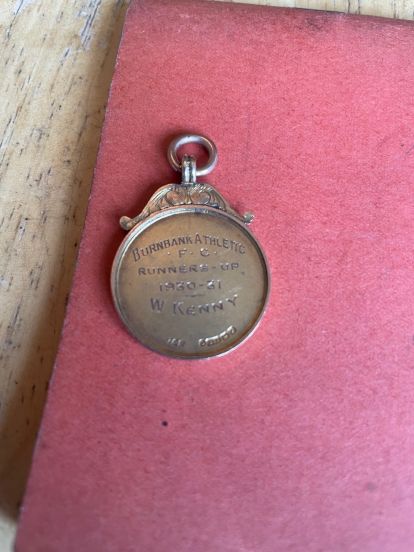 BURNBANK ATHLETIC
· F · C ·
RUNNERS - UP
1930-31
W KENNY